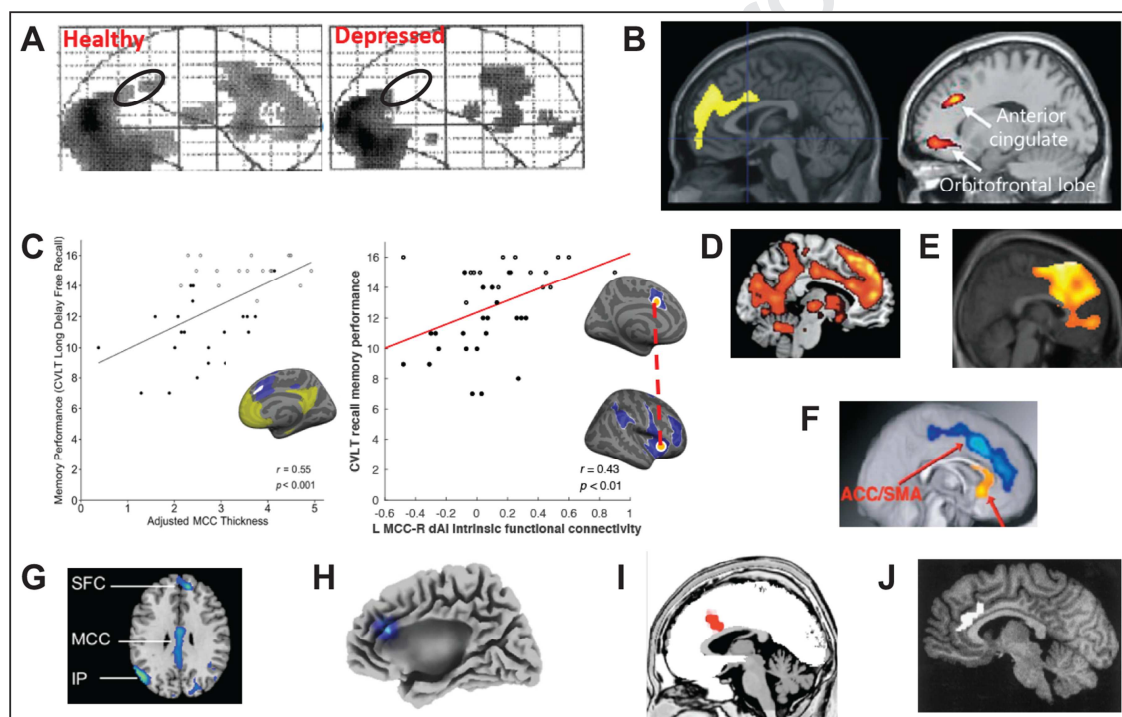 A
Healthy
Depressed
B
Anterior
cingulate
Orbitofrontal lobe
C
Memory Performance (CVLT Long Delay Free Recall)
16
14
12
10
8
6
4
2
0
0
1
2
3
4
5
Adjusted MCC Thickness
r = 0.55
p < 0.001
CVLT recall memory performance
16
14
12
10
8
6
4
2
0
-0.6
-0.4
-0.2
0
0.2
0.4
0.6
0.8
1
L MCC-R dAI Intrinsic functional connectivity
r = 0.43
p < 0.01
D
E
F
ACC/SMA
G
SFC
MCC
IP
H
I
J